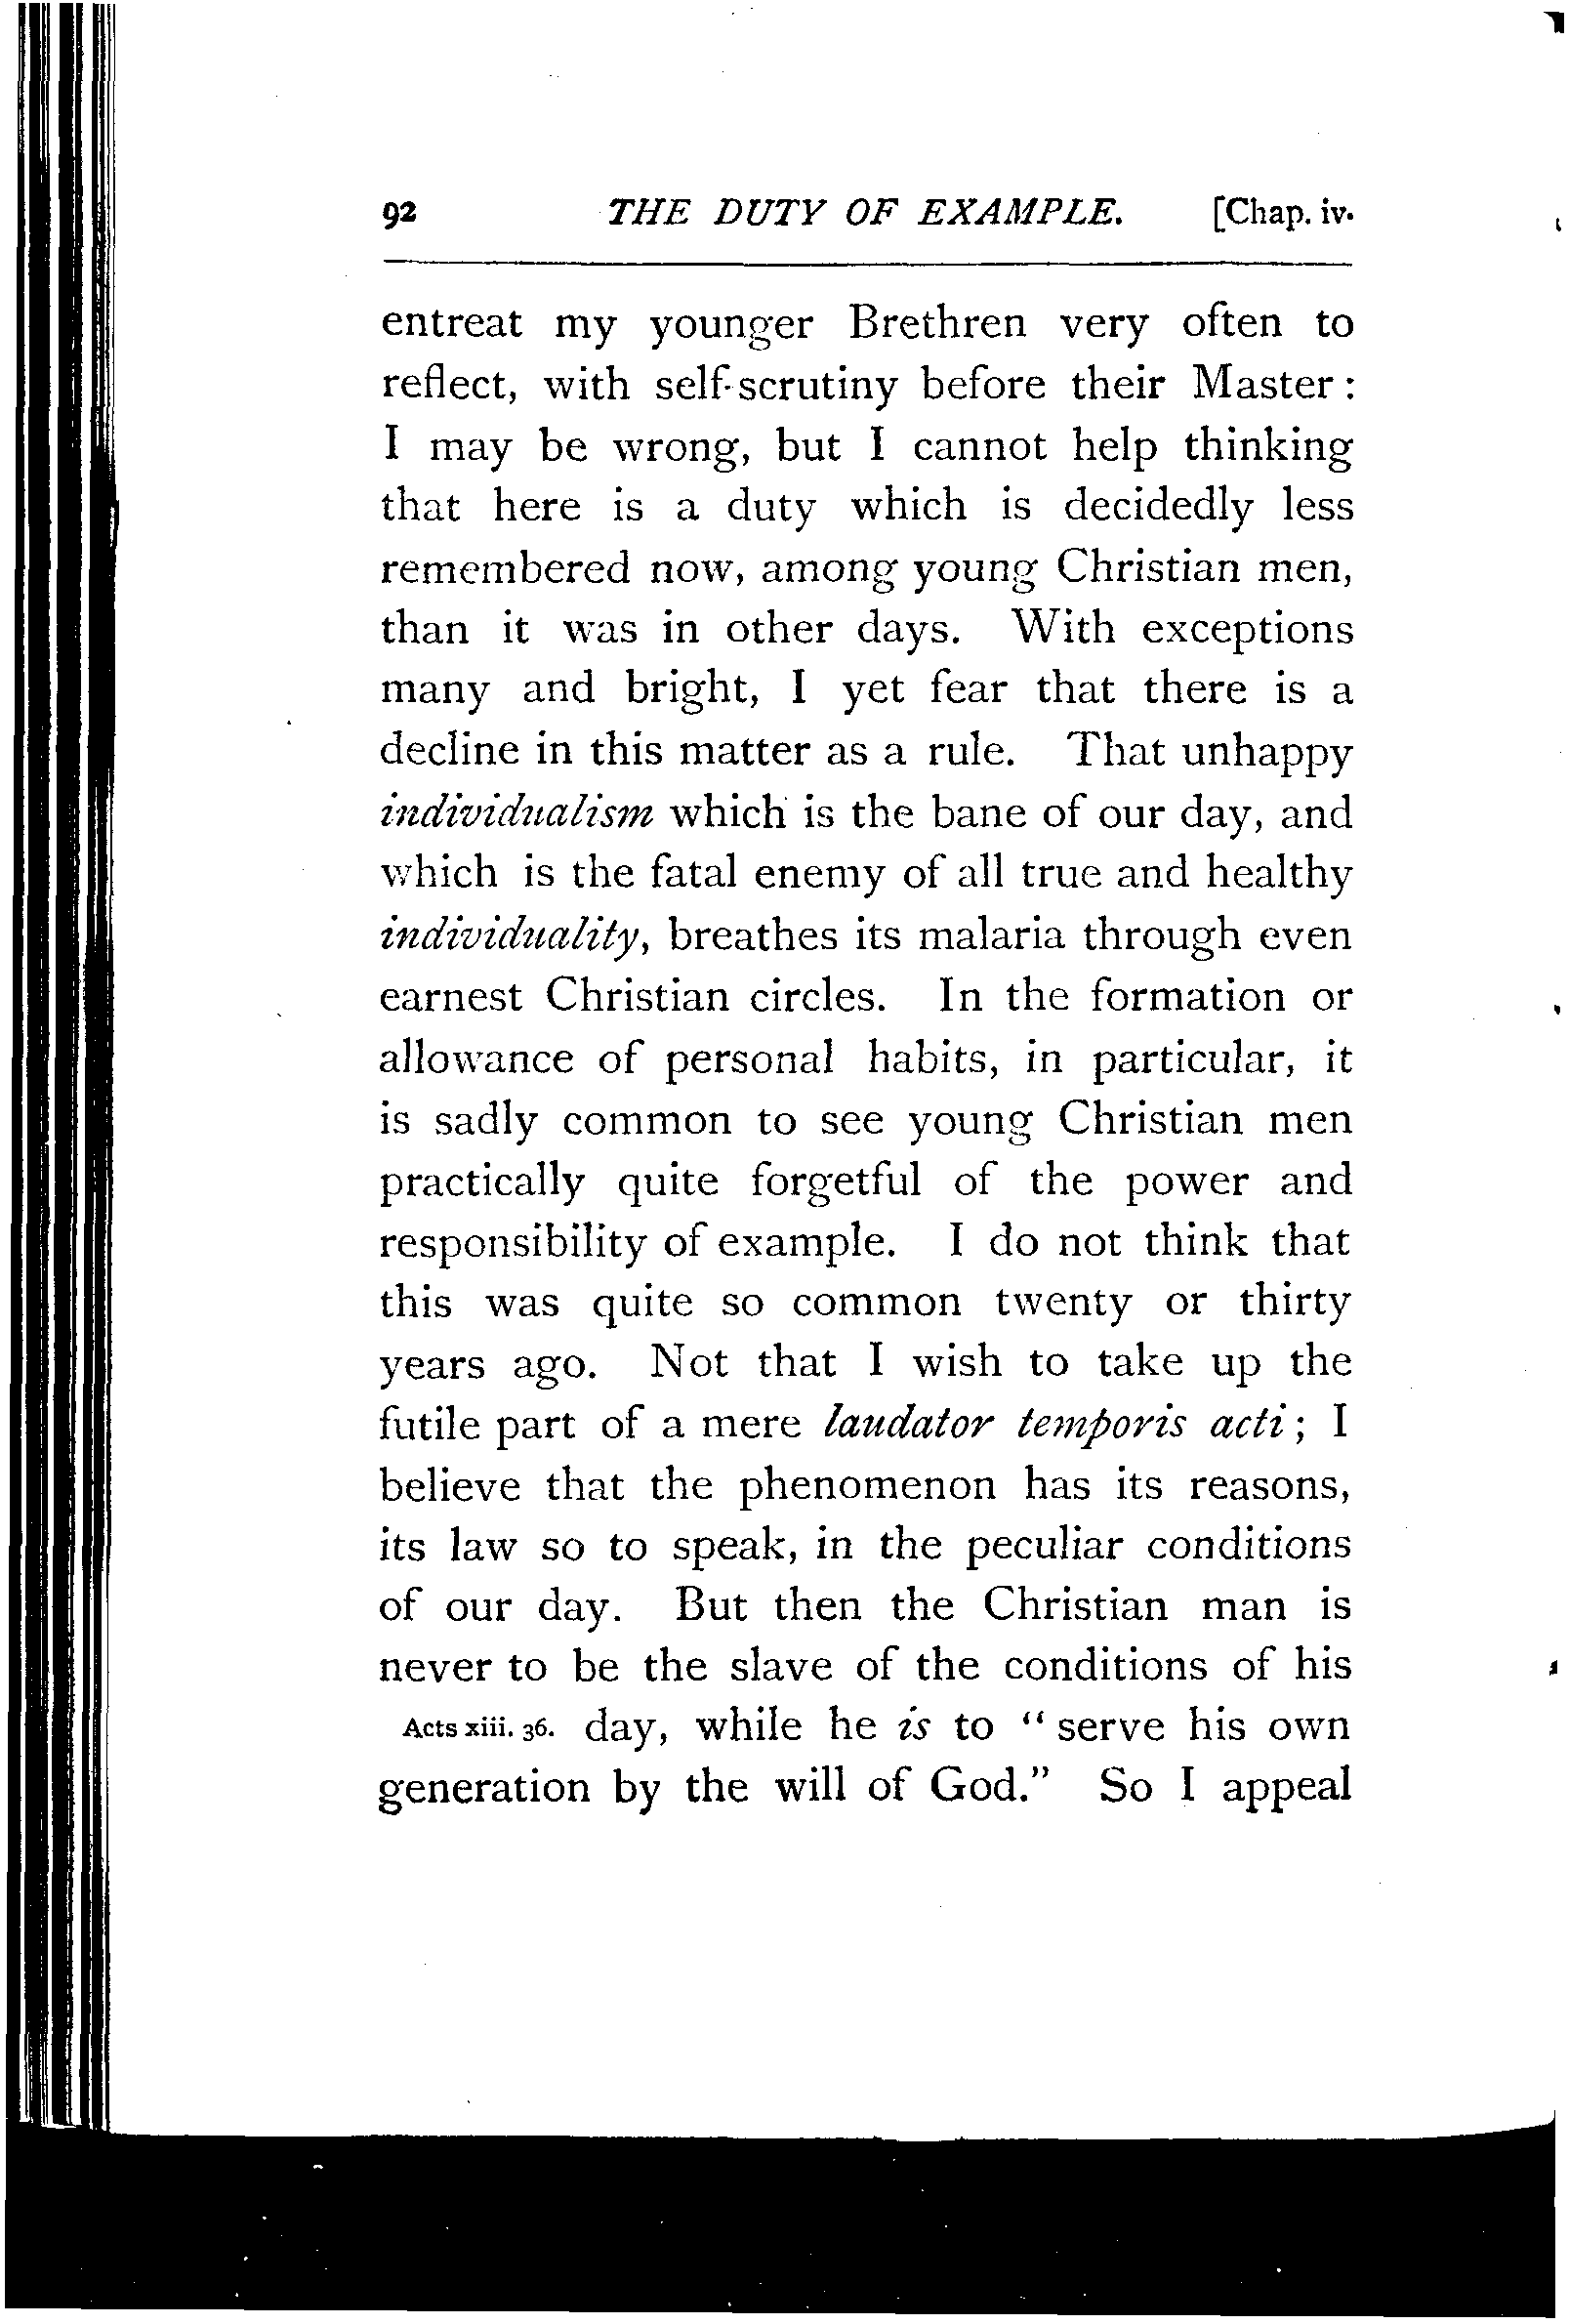 92 THE DUTY OF EXAMPLE. [Chap. iv.
entreat my younger Brethren very often to
reflect, with self-scrutiny before their Master:
I may be wrong, but I cannot help thinking
that here is a duty which is decidedly less
remembered now, among young Christian men,
than it was in other days. With exceptions
many and bright, I yet fear that there is a
decline in this matter as a rule. That unhappy
individualism which is the bane of our day, and
which is the fatal enemy of all true and healthy
individuality, breathes its malaria through even
earnest Christian circles. In the formation or
allowance of personal habits, in particular, it
is sadly common to see young Christian men
practically quite forgetful of the power and
responsibility of example. I do not think that
this was quite so common twenty or thirty
years ago. Not that I wish to take up the
futile part of a mere laudator temporis acti; I
believe that the phenomenon has its reasons,
its law so to speak, in the peculiar conditions
of our day. But then the Christian man is
never to be the slave of the conditions of his
Acts xiii. 36. day, while he is to "serve his own
generation by the will of God." So I appeal